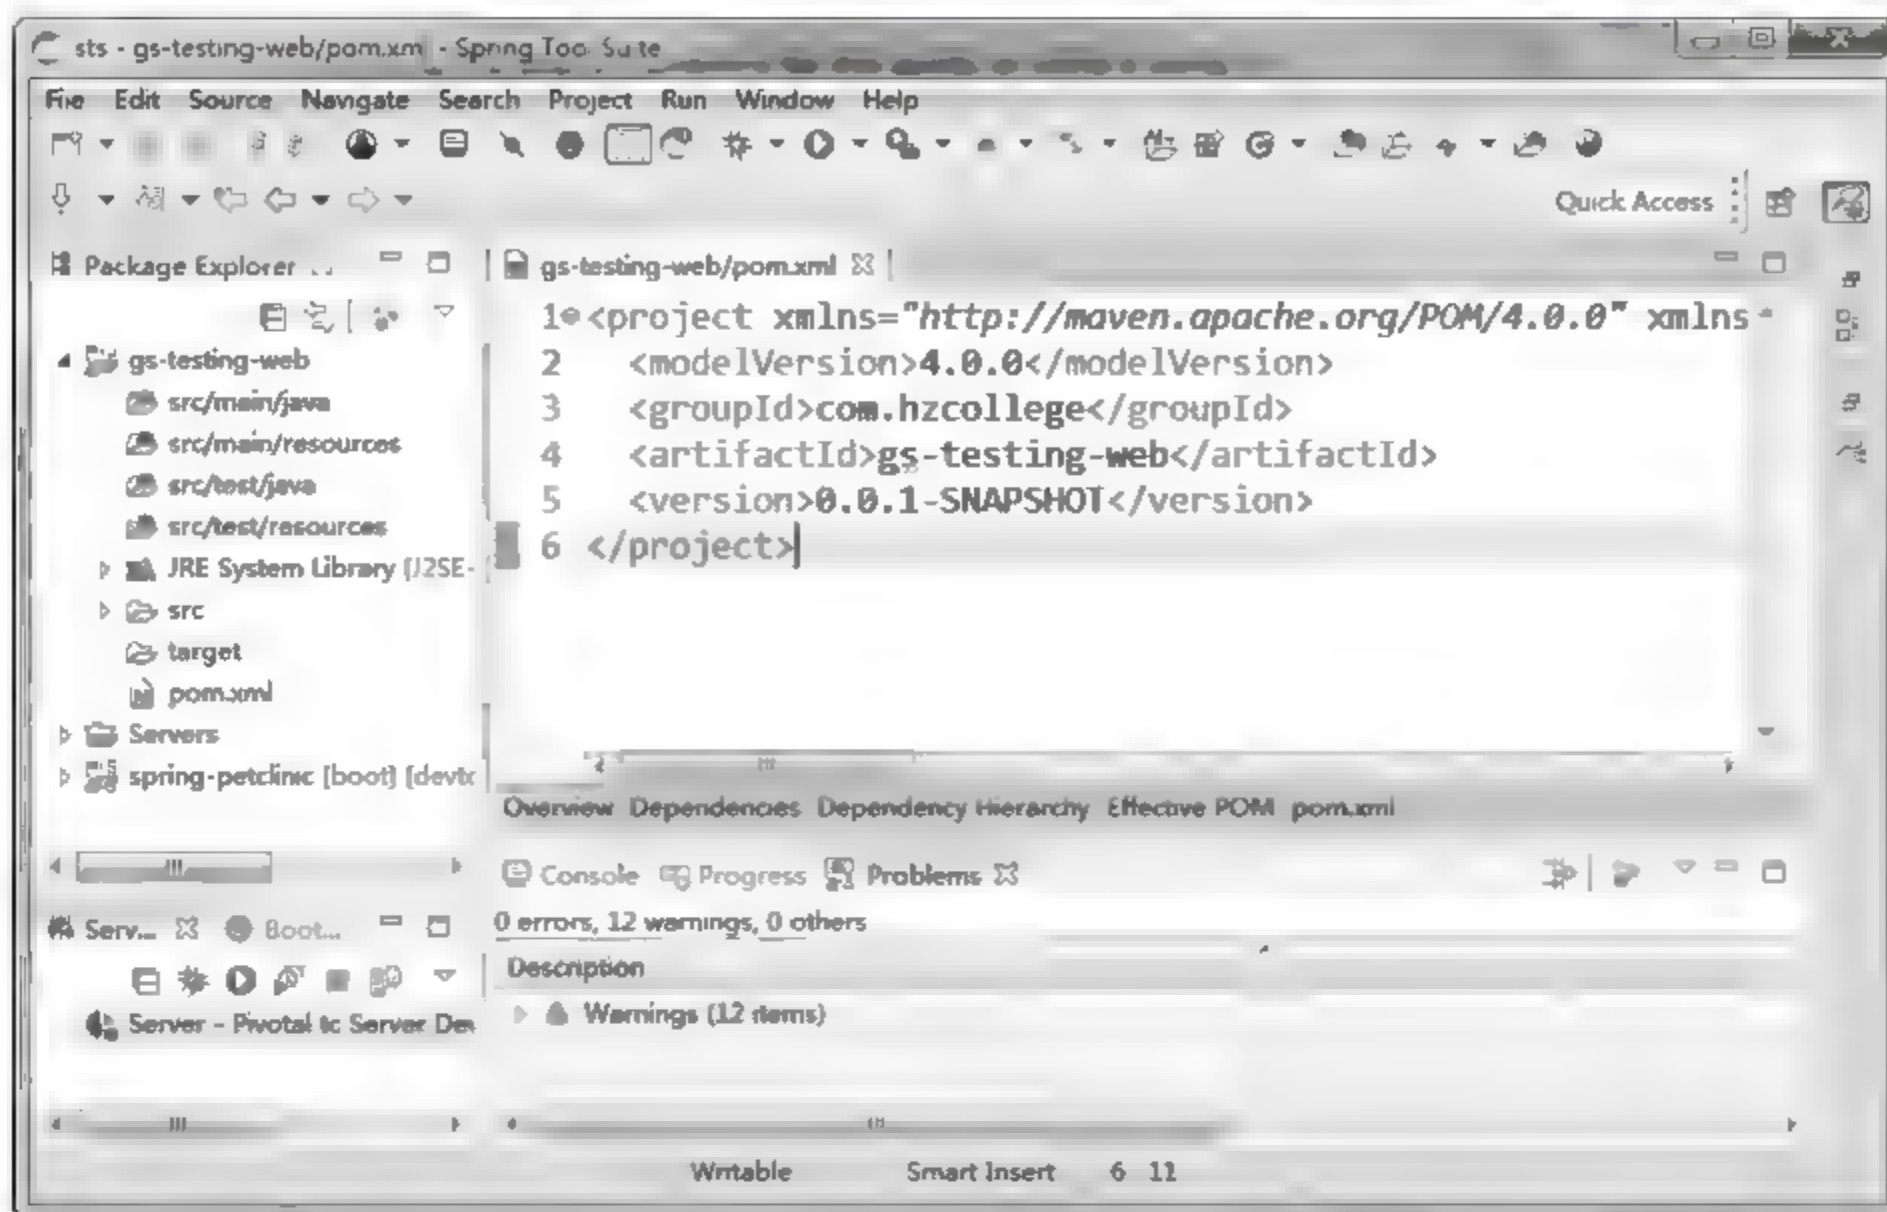 sts - gs-testing-web/pom.xml - Spring Tool Suite
File Edit Source Navigate Search Project Run Window Help
Quick Access
Package Explorer
gs-testing-web
src/main/java
src/main/resources
src/test/java
src/test/resources
JRE System Library [J2SE-
src
target
pom.xml
Servers
spring-petclinic [boot] [devtc
gs-testing-web/pom.xml
1 <project xmlns="http://maven.apache.org/POM/4.0.0" xmlns
2 <modelVersion>4.0.0</modelVersion>
3 <groupId>com.hzcollege</groupId>
4 <artifactId>gs-testing-web</artifactId>
5 <version>0.0.1-SNAPSHOT</version>
6 </project>
Overview Dependencies Dependency Hierarchy Effective POM pom.xml
Serv... Boot...
Server - Pivotal tc Server Dev
Console Progress Problems
0 errors, 12 warnings, 0 others
Description
Warnings (12 items)
Writable Smart Insert 6 11